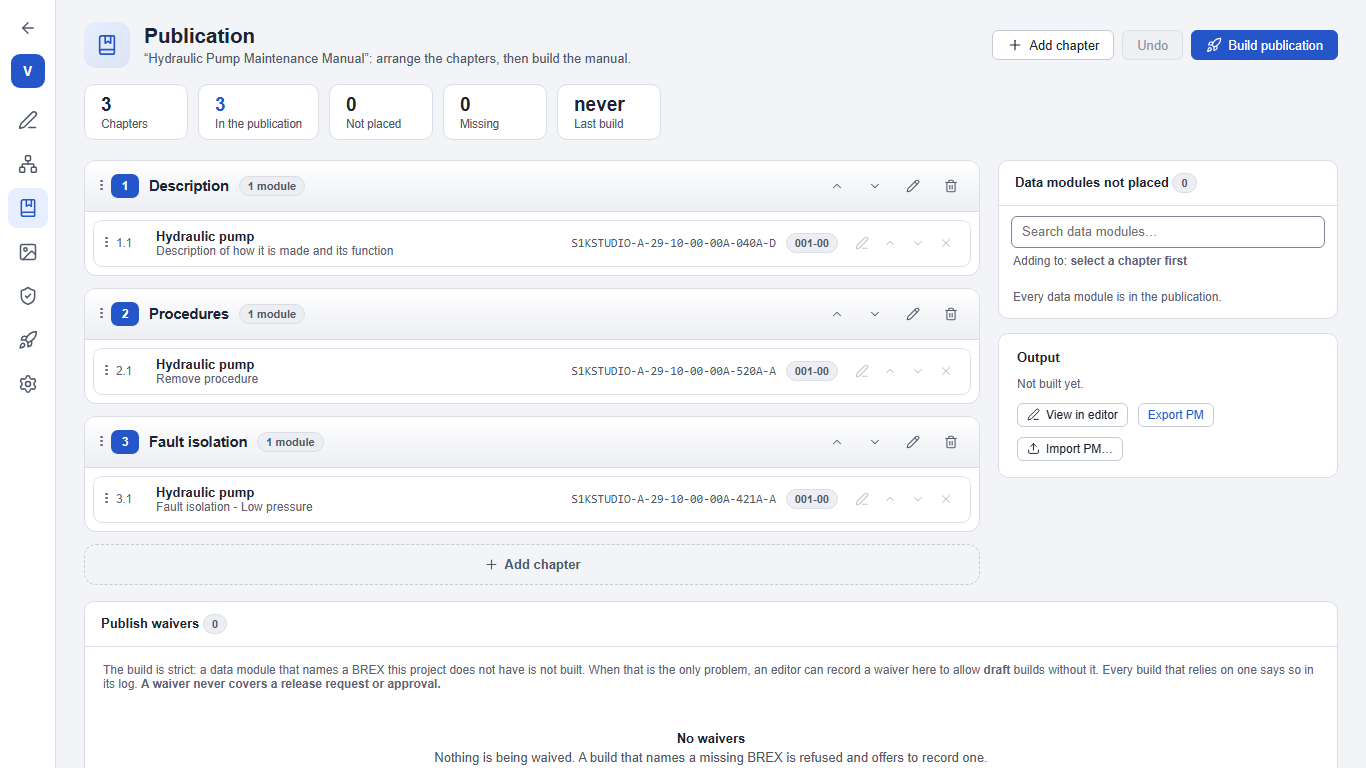 V
Publication
“Hydraulic Pump Maintenance Manual”: arrange the chapters, then build the manual.
Add chapter
Undo
Build publication
3
Chapters
3
In the publication
0
Not placed
0
Missing
never
Last build
1 Description 1 module
1.1 Hydraulic pump
Description of how it is made and its function
S1KSTUDIO-A-29-10-00-00A-040A-D 001-00
2 Procedures 1 module
2.1 Hydraulic pump
Remove procedure
S1KSTUDIO-A-29-10-00-00A-520A-A 001-00
3 Fault isolation 1 module
3.1 Hydraulic pump
Fault isolation - Low pressure
S1KSTUDIO-A-29-10-00-00A-421A-A 001-00
Add chapter
Data modules not placed 0
Search data modules...
Adding to: select a chapter first
Every data module is in the publication.
Output
Not built yet.
View in editor
Export PM
Import PM...
Publish waivers 0
The build is strict: a data module that names a BREX this project does not have is not built. When that is the only problem, an editor can record a waiver here to allow draft builds without it. Every build that relies on one says so in
its log. A waiver never covers a release request or approval.
No waivers
Nothing is being waived. A build that names a missing BREX is refused and offers to record one.